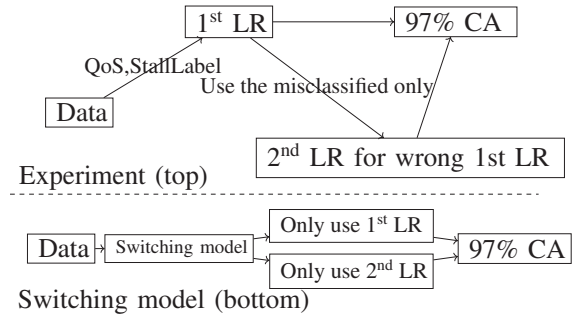 1st LR
97% CA
QoS,StallLabel
Use the misclassified only
Data
2nd LR for wrong 1st LR
Experiment (top)
Only use 1st LR
Data
Switching model
97% CA
Only use 2nd LR
Switching model (bottom)